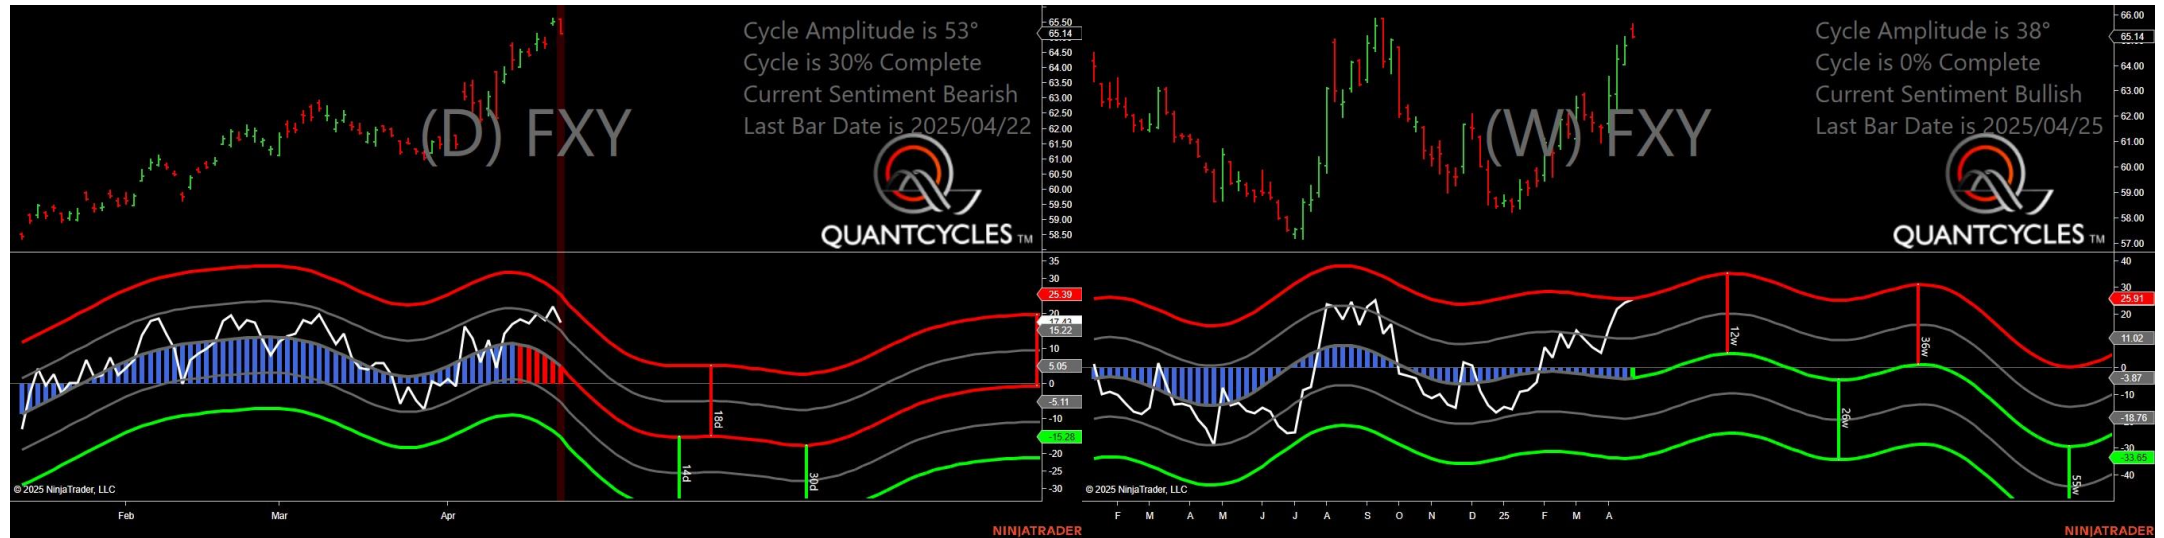 Cycle Amplitude is 53°
Cycle is 30% Complete
Current Sentiment Bearish
Last Bar Date is 2025/04/22
(D) FXY
QUANTCYCLES TM
65.50
65.14
64.50
64.00
63.50
63.00
62.50
62.00
61.50
61.00
60.50
60.00
59.50
59.00
58.50
35
30
25.39
20
17.43
15.22
10
5.05
0
-5.11
-10
-15.28
-20
-25
-30
18d
14d
30d
© 2025 NinjaTrader, LLC
Feb Mar Apr
NINJATRADER
Cycle Amplitude is 38°
Cycle is 0% Complete
Current Sentiment Bullish
Last Bar Date is 2025/04/25
(W) FXY
QUANTCYCLES TM
66.00
65.14
64.00
63.00
62.00
61.00
60.00
59.00
58.00
57.00
40
30
25.91
20
11.02
0
-3.87
-10
-18.76
-30
-33.65
-40
12w
36w
26w
55w
© 2025 NinjaTrader, LLC
F M A M J J A S O N D 25 F M A
NINJATRADER